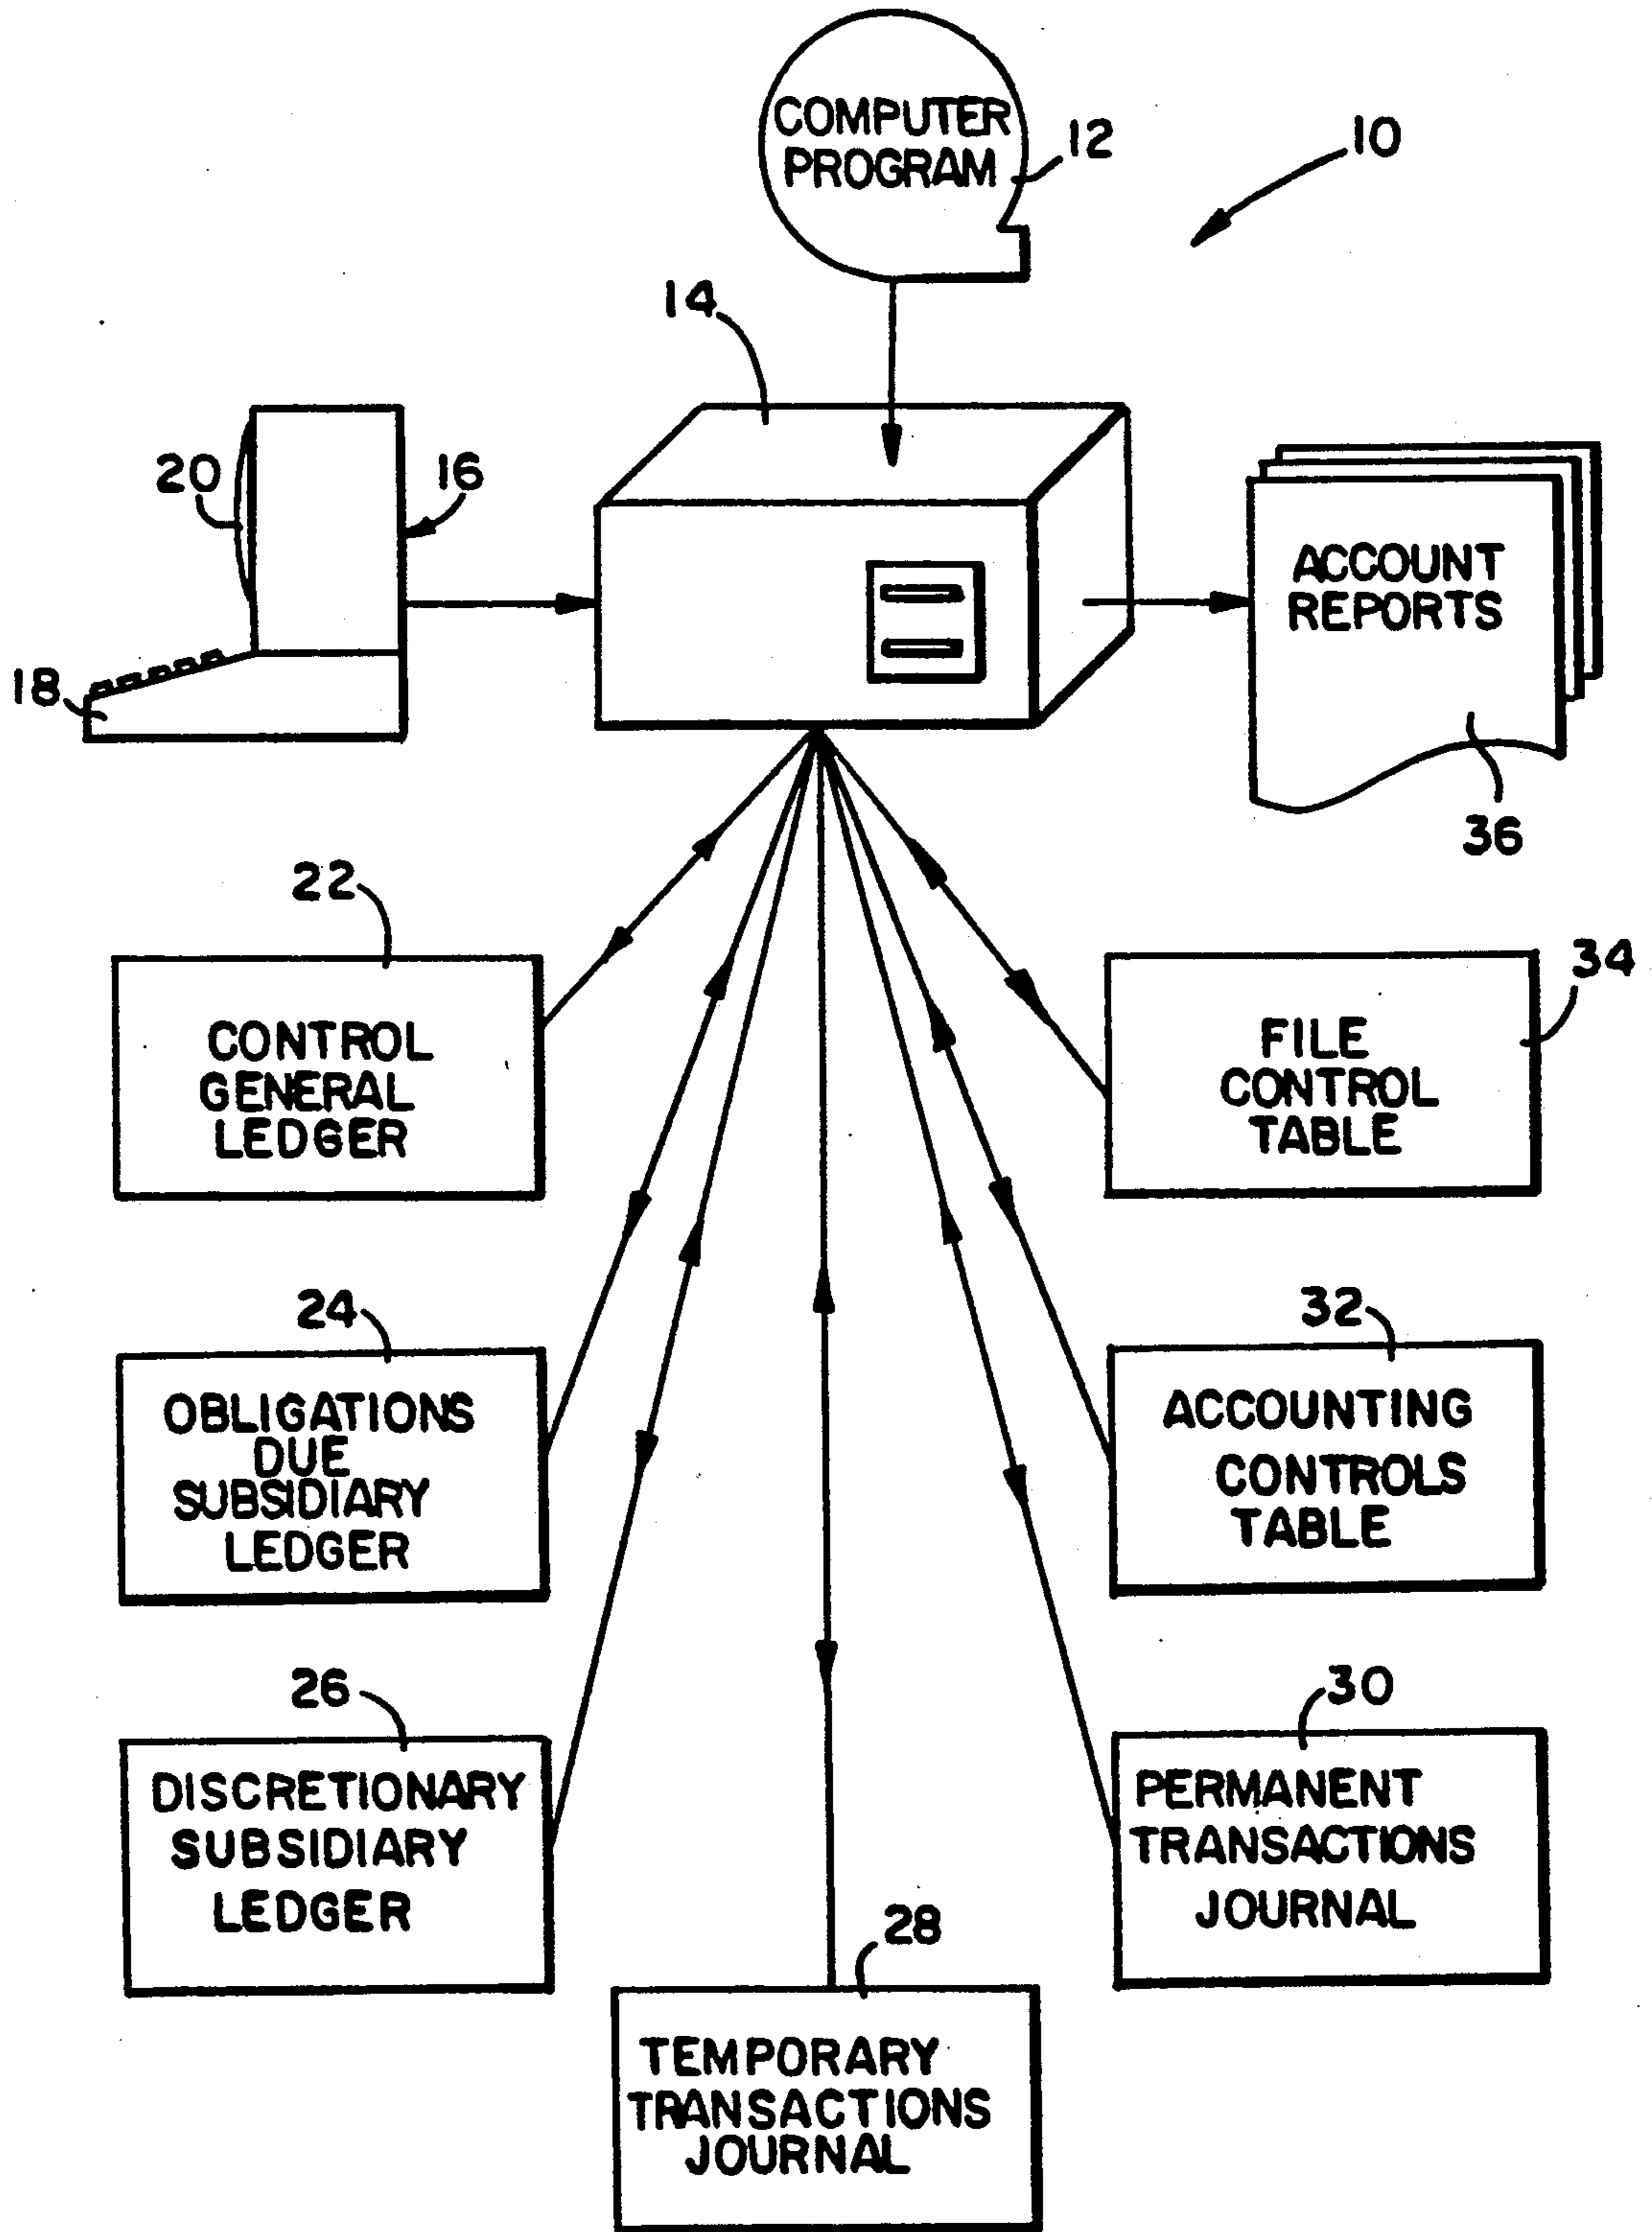 COMPUTER
PROGRAM
12
10
14
20
16
18
ACCOUNT
REPORTS
36
22
CONTROL
GENERAL
LEDGER
34
FILE
CONTROL
TABLE
24
OBLIGATIONS
DUE
SUBSIDIARY
LEDGER
32
ACCOUNTING
CONTROLS
TABLE
26
DISCRETIONARY
SUBSIDIARY
LEDGER
30
PERMANENT
TRANSACTIONS
JOURNAL
28
TEMPORARY
TRANSACTIONS
JOURNAL